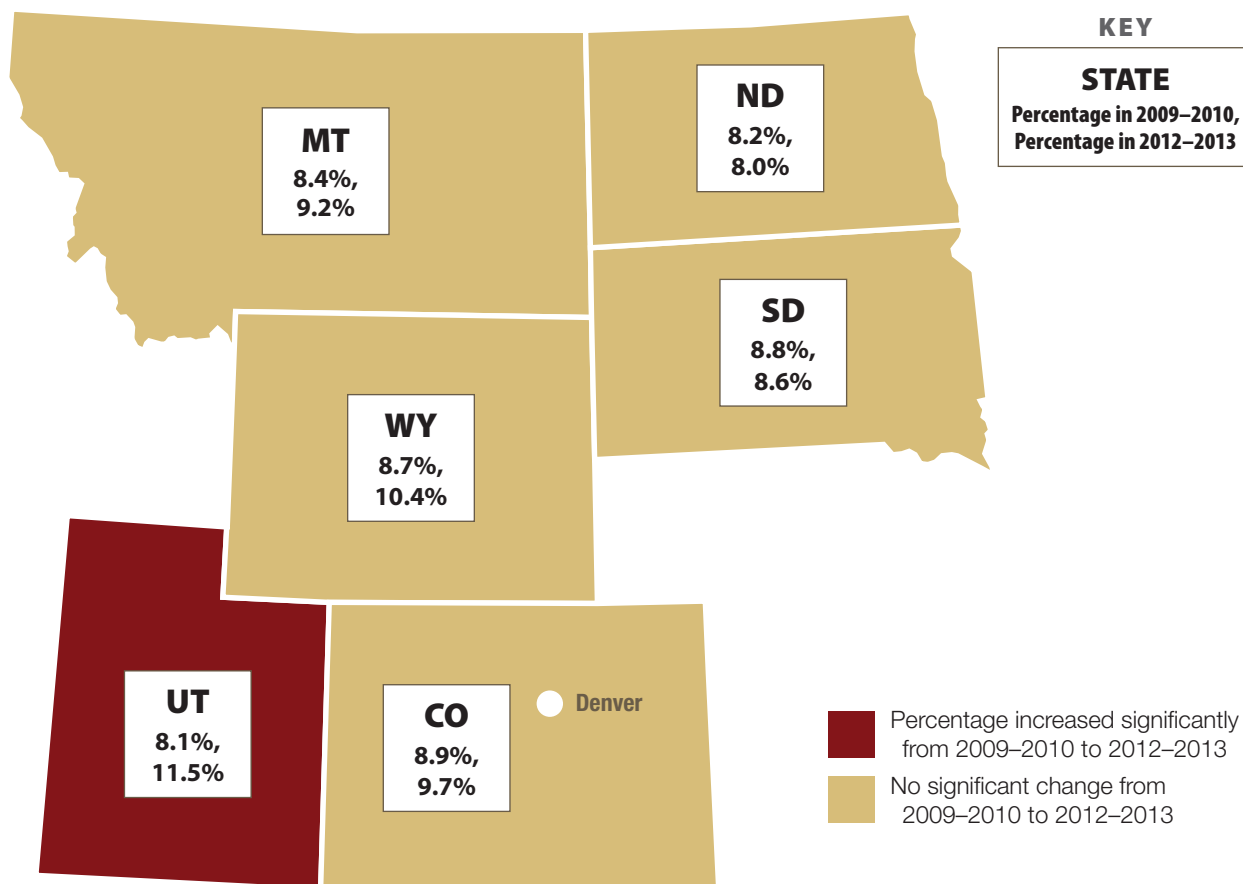 KEY
STATE
Percentage in 2009–2010,
Percentage in 2012–2013
MT
8.4%,
9.2%
ND
8.2%,
8.0%
SD
8.8%,
8.6%
WY
8.7%,
10.4%
UT
8.1%,
11.5%
CO
8.9%,
9.7%
Denver
Percentage increased significantly
from 2009–2010 to 2012–2013
No significant change from
2009–2010 to 2012–2013